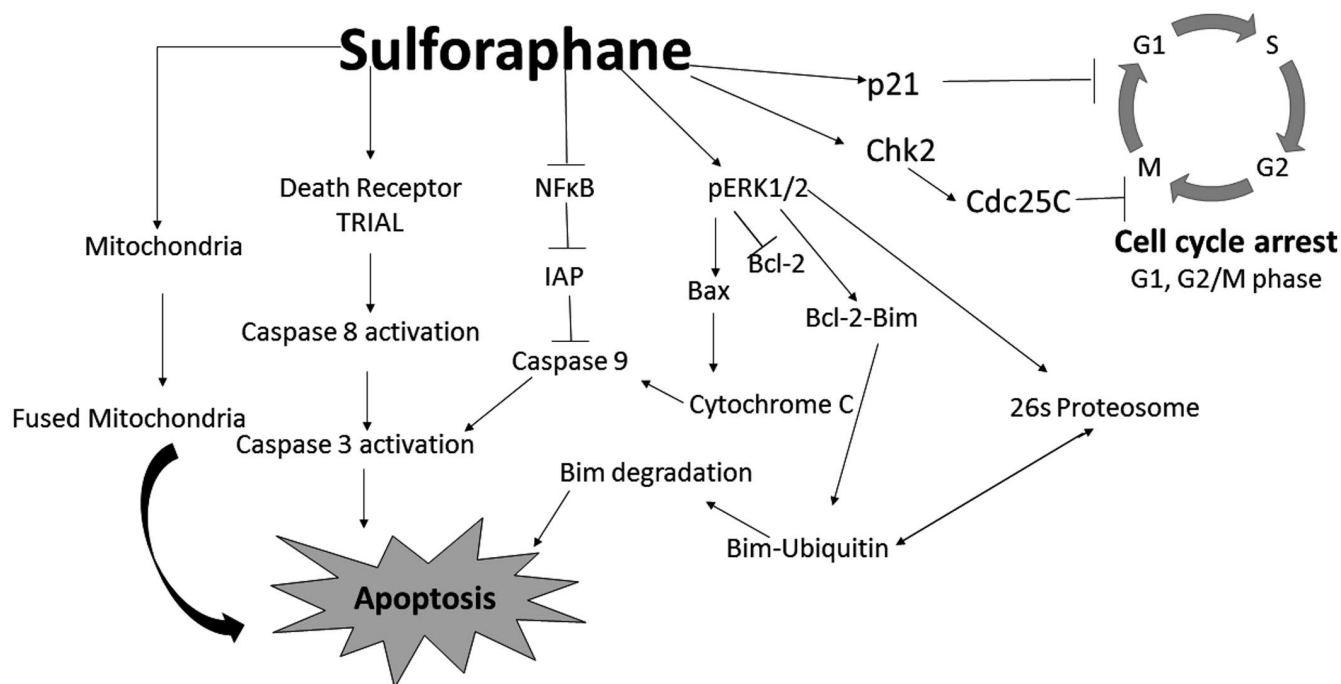 Sulforaphane
G1
S
p21
Chk2
M
G2
Death Receptor
TRIAL
NFκB
pERK1/2
Cdc25C
Mitochondria
Cell cycle arrest
G1, G2/M phase
IAP
Bcl-2
Bax
Bcl-2-Bim
Caspase 8 activation
Caspase 9
Fused Mitochondria
Cytochrome C
26s Proteosome
Caspase 3 activation
Bim degradation
Bim-Ubiquitin
Apoptosis